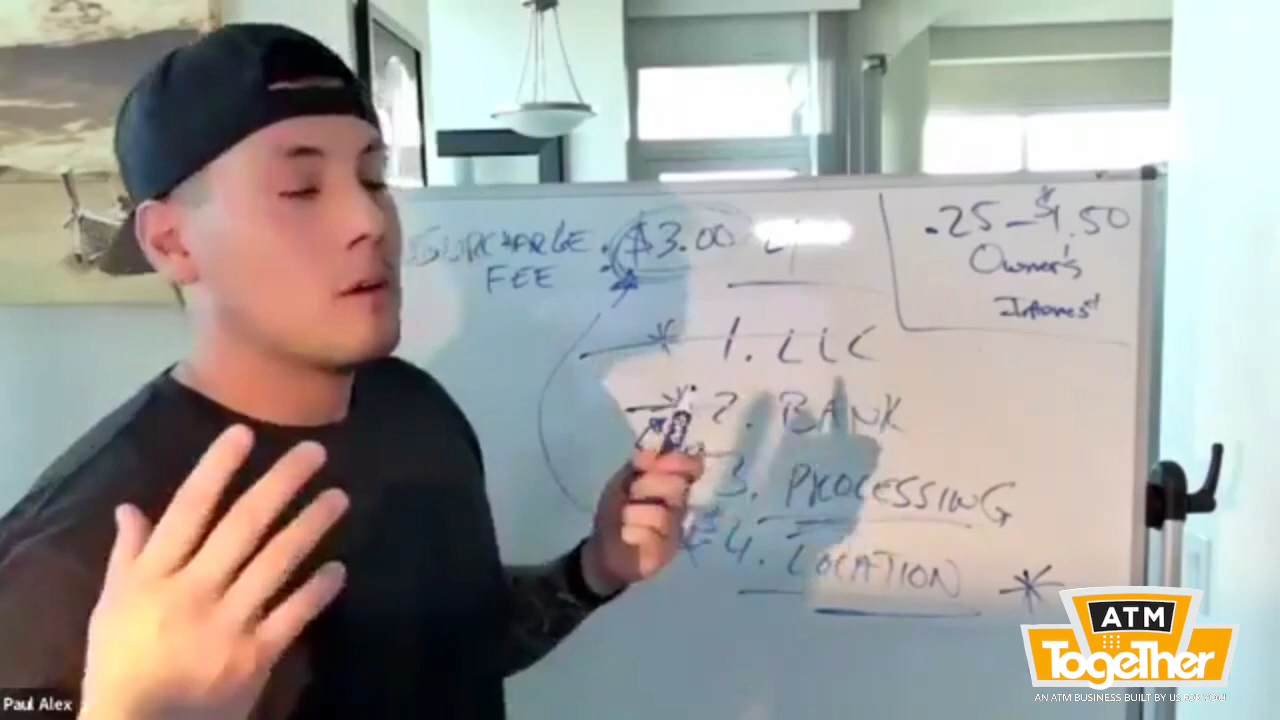 SURCHARGE $3.00
FEE
.25 - $1.50
Owner's
1. LLC
2. BANK
3. PROCESSING
4. LOCATION
ATM
TogeTher
AN ATM BUSINESS BUILT BY US FOR YOU!
Paul Alex